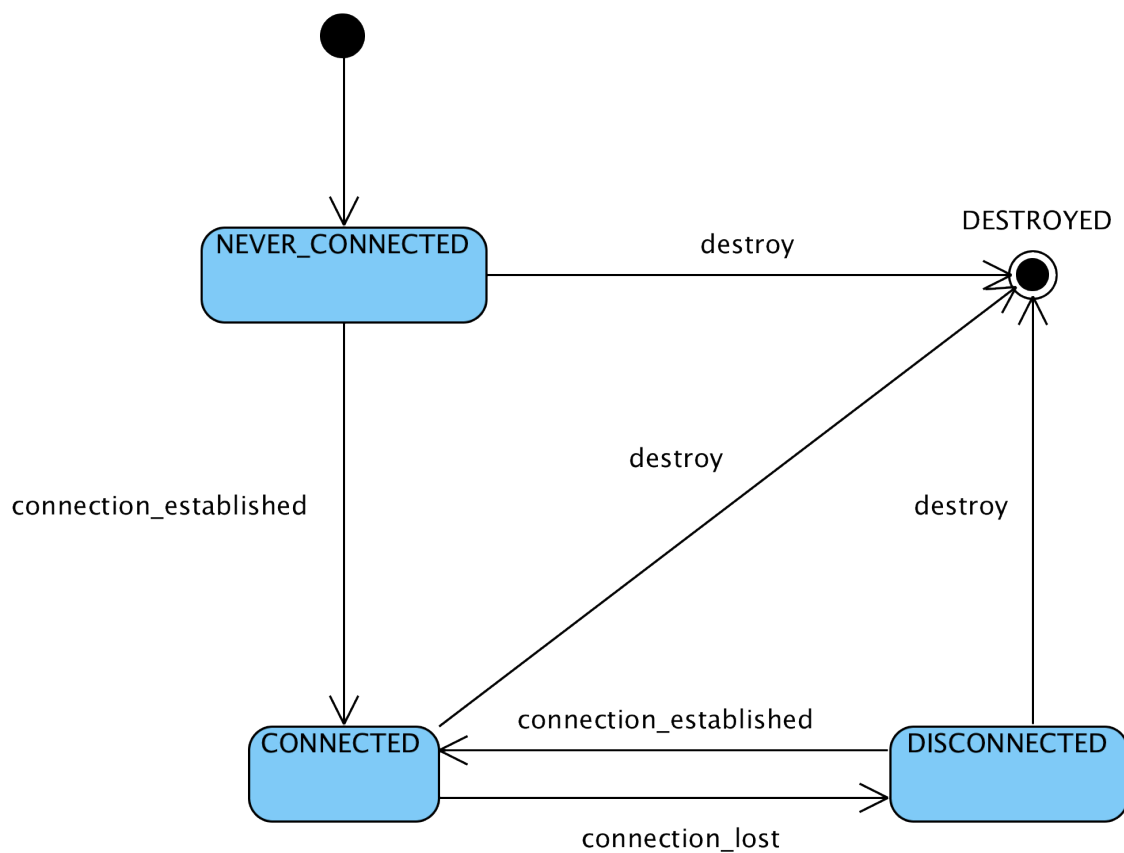 DESTROYED
NEVER_CONNECTED
destroy
destroy
connection_established
destroy
connection_established
CONNECTED
DISCONNECTED
connection_lost